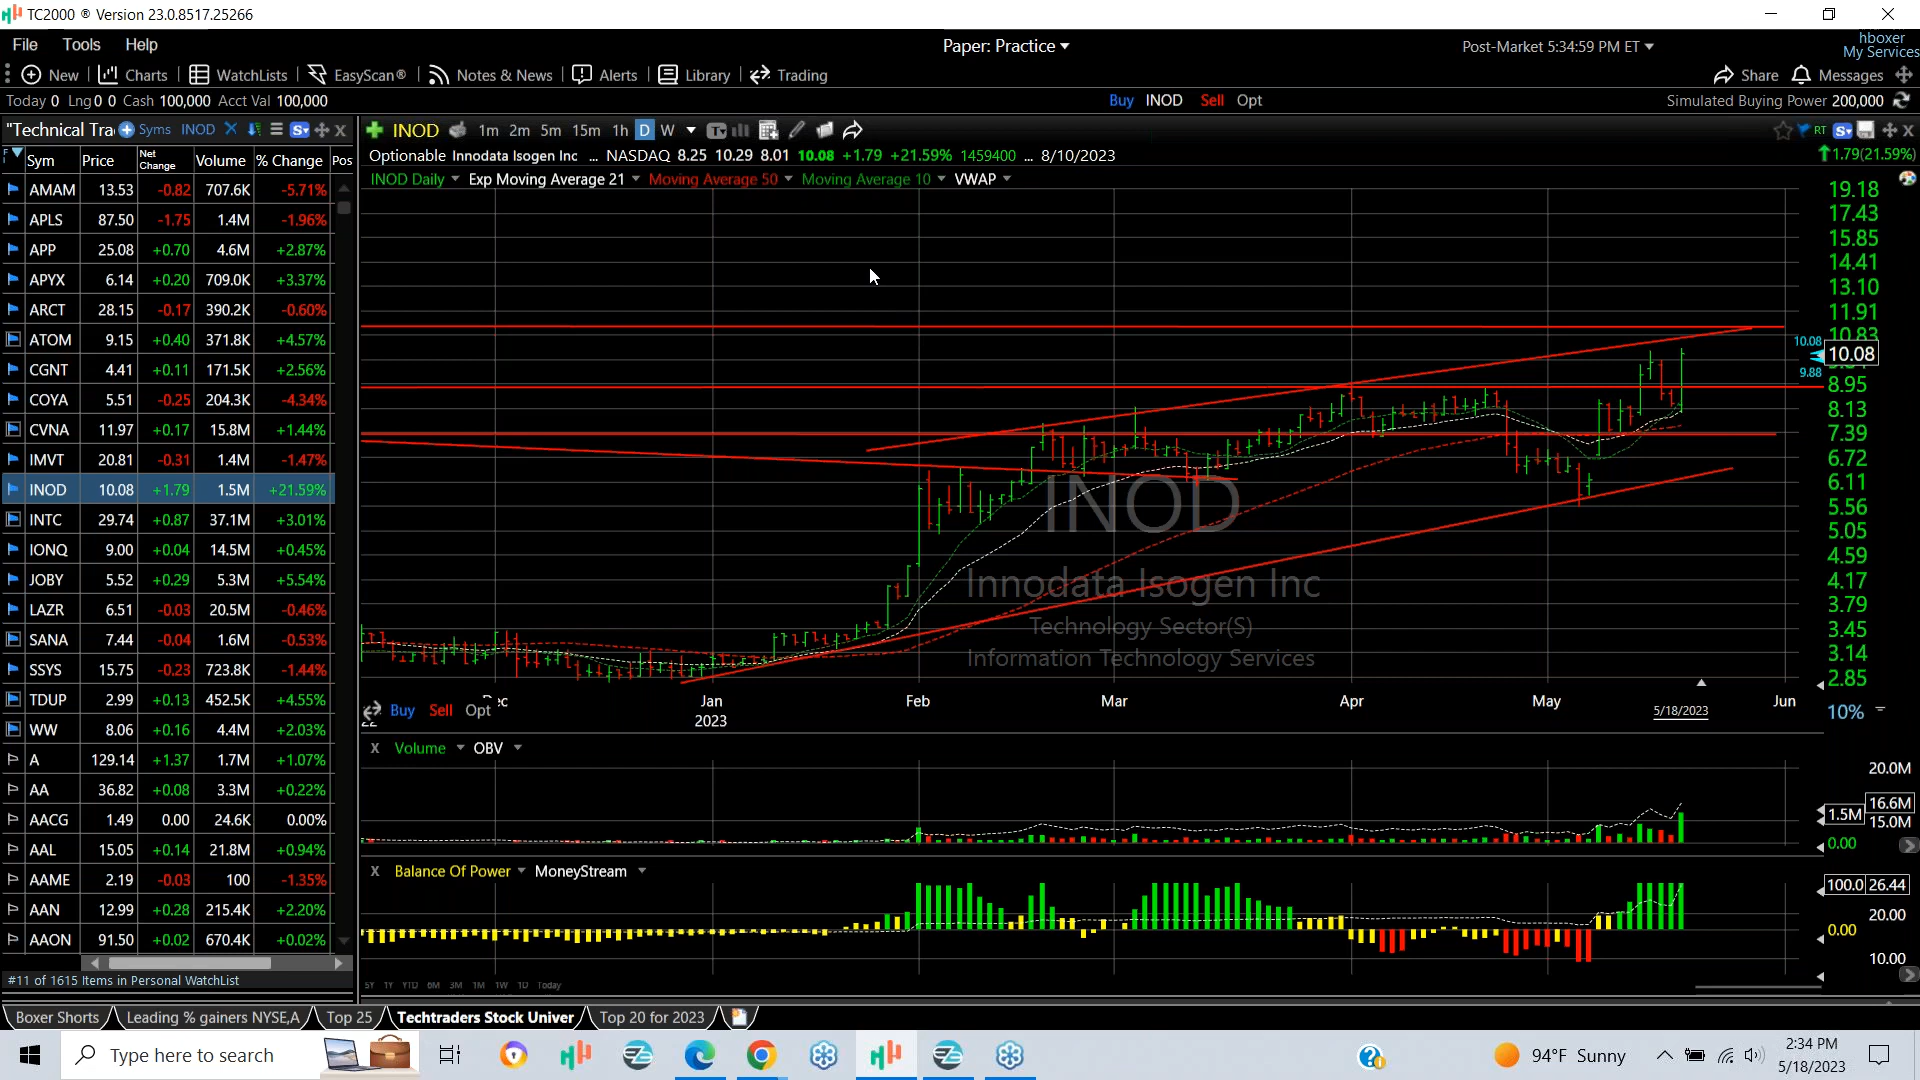 TC2000 ® Version 23.0.8517.25266
File Tools Help
Paper: Practice
Post-Market 5:34:59 PM ET
hboxer
My Services
New Charts WatchLists EasyScan® Notes & News Alerts Library Trading
Share Messages
Today 0 Lng 0 0 Cash 100,000 Acct Val 100,000
Buy INOD Sell Opt
Simulated Buying Power 200,000
"Technical Tra Syms INOD
INOD 1m 2m 5m 15m 1h D W
RT
Optionable Innodata Isogen Inc ... NASDAQ 8.25 10.29 8.01 10.08 +1.79 +21.59% 1459400 ... 8/10/2023
1.79(21.59%)
INOD Daily Exp Moving Average 21 Moving Average 50 Moving Average 10 VWAP
Sym Price Net Change Volume % Change Pos
AMAM 13.53 -0.82 707.6K -5.71%
APLS 87.50 -1.75 1.4M -1.96%
APP 25.08 +0.70 4.6M +2.87%
APYX 6.14 +0.20 709.0K +3.37%
ARCT 28.15 -0.17 390.2K -0.60%
ATOM 9.15 +0.40 371.8K +4.57%
CGNT 4.41 +0.11 171.5K +2.56%
COYA 5.51 -0.25 204.3K -4.34%
CVNA 11.97 +0.17 15.8M +1.44%
IMVT 20.81 -0.31 1.4M -1.47%
INOD 10.08 +1.79 1.5M +21.59%
INTC 29.74 +0.87 37.1M +3.01%
IONQ 9.00 +0.04 14.5M +0.45%
JOBY 5.52 +0.29 5.3M +5.54%
LAZR 6.51 -0.03 20.5M -0.46%
SANA 7.44 -0.04 1.6M -0.53%
SSYS 15.75 -0.23 723.8K -1.44%
TDUP 2.99 +0.13 452.5K +4.55%
WW 8.06 +0.16 4.4M +2.03%
A 129.14 +1.37 1.7M +1.07%
AA 36.82 +0.08 3.3M +0.22%
AACG 1.49 0.00 24.6K 0.00%
AAL 15.05 +0.14 21.8M +0.94%
AAME 2.19 -0.03 100 -1.35%
AAN 12.99 +0.28 215.4K +2.20%
AAON 91.50 +0.02 670.4K +0.02%
#11 of 1615 Items in Personal WatchList
19.18
17.43
15.85
14.41
13.10
11.91
10.83
10.08
10.08
9.88
8.95
8.13
7.39
6.72
6.11
5.56
5.05
4.59
4.17
3.79
3.45
3.14
2.85
10%
INOD
Innodata Isogen Inc
Technology Sector(S)
Information Technology Services
Jan Feb Mar Apr May Jun
2023
5/18/2023
Buy Sell Opt
Volume OBV
20.0M
16.6M
1.5M
15.0M
0.00
Balance Of Power MoneyStream
100.0 26.44
20.00
0.00
10.00
5Y 1Y YTD 6M 3M 1M 1W 1D Today
Boxer Shorts Leading % gainers NYSE,A Top 25 Techtraders Stock Univer Top 20 for 2023
Type here to search
94°F Sunny
2:34 PM
5/18/2023